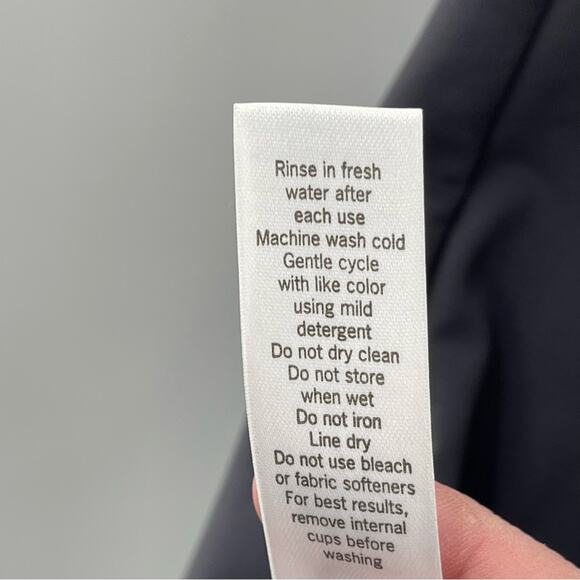 Rinse in fresh
water after
each use
Machine wash cold
Gentle cycle
with like color
using mild
detergent
Do not dry clean
Do not store
when wet
Do not iron
Line dry
Do not use bleach
or fabric softeners
For best results,
remove internal
cups before
washing